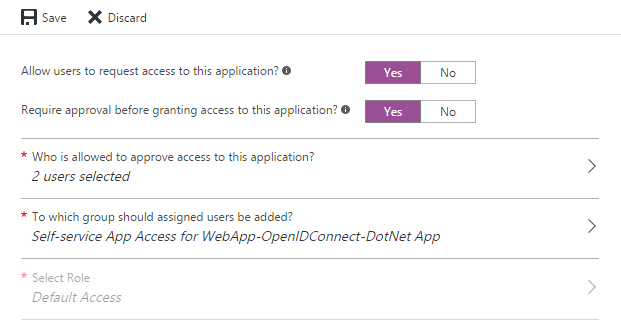 Save Discard
Allow users to request access to this application? Yes No
Require approval before granting access to this application? Yes No
* Who is allowed to approve access to this application?
2 users selected
* To which group should assigned users be added?
Self-service App Access for WebApp-OpenIDConnect-DotNet App
* Select Role
Default Access